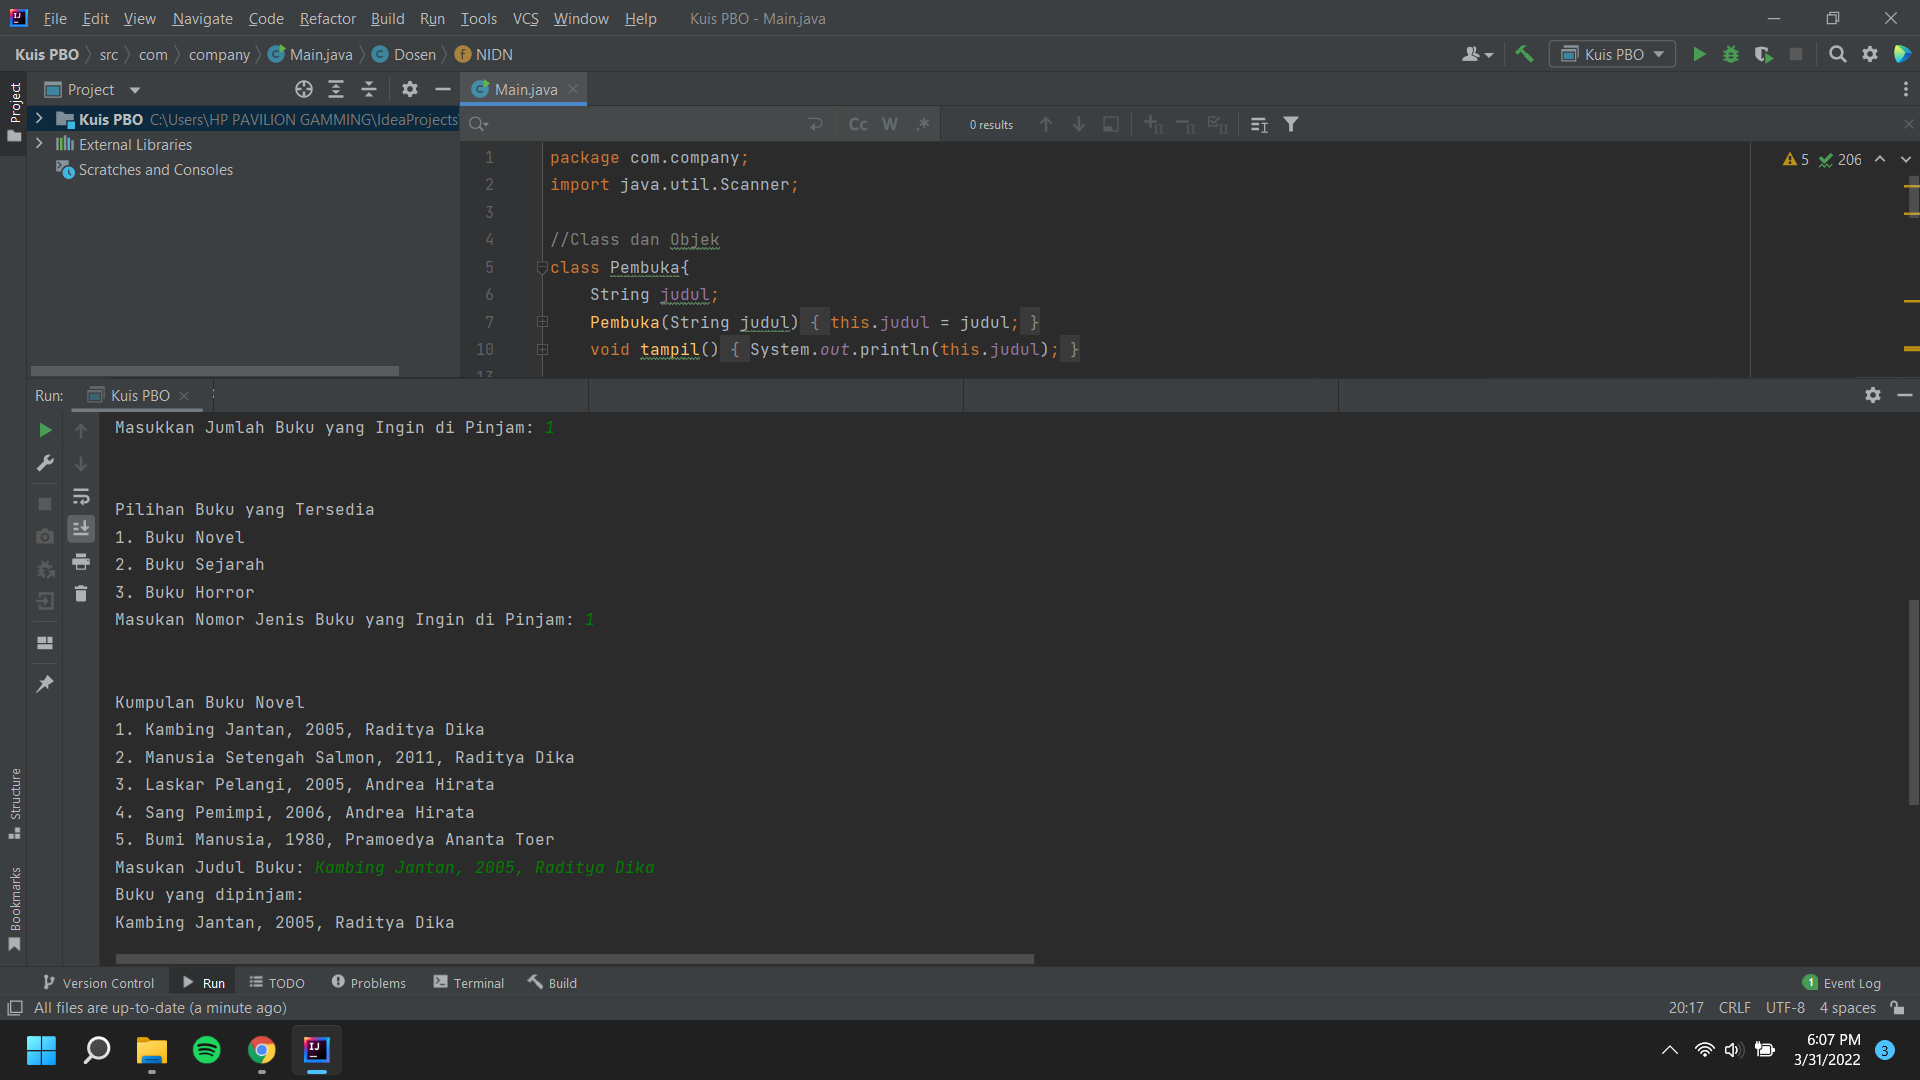 File Edit View Navigate Code Refactor Build Run Tools VCS Window Help Kuis PBO - Main.java
Kuis PBO src com company Main.java Dosen NIDN Kuis PBO
Project Main.java
Kuis PBO C:\Users\HP PAVILION GAMMING\IdeaProjects\
External Libraries
Scratches and Consoles
Cc W .* 0 results
1 package com.company;
2 import java.util.Scanner;
3
4 //Class dan Objek
5 class Pembuka{
6 String judul;
7 Pembuka(String judul) { this.judul = judul; }
10 void tampil() { System.out.println(this.judul); }
13
5 206
Project
Structure
Bookmarks
Run: Kuis PBO
Masukkan Jumlah Buku yang Ingin di Pinjam: 1
Pilihan Buku yang Tersedia
1. Buku Novel
2. Buku Sejarah
3. Buku Horror
Masukan Nomor Jenis Buku yang Ingin di Pinjam: 1
Kumpulan Buku Novel
1. Kambing Jantan, 2005, Raditya Dika
2. Manusia Setengah Salmon, 2011, Raditya Dika
3. Laskar Pelangi, 2005, Andrea Hirata
4. Sang Pemimpi, 2006, Andrea Hirata
5. Bumi Manusia, 1980, Pramoedya Ananta Toer
Masukan Judul Buku: Kambing Jantan, 2005, Raditya Dika
Buku yang dipinjam:
Kambing Jantan, 2005, Raditya Dika
Version Control Run TODO Problems Terminal Build 1 Event Log
All files are up-to-date (a minute ago) 20:17 CRLF UTF-8 4 spaces
6:07 PM
3/31/2022
3